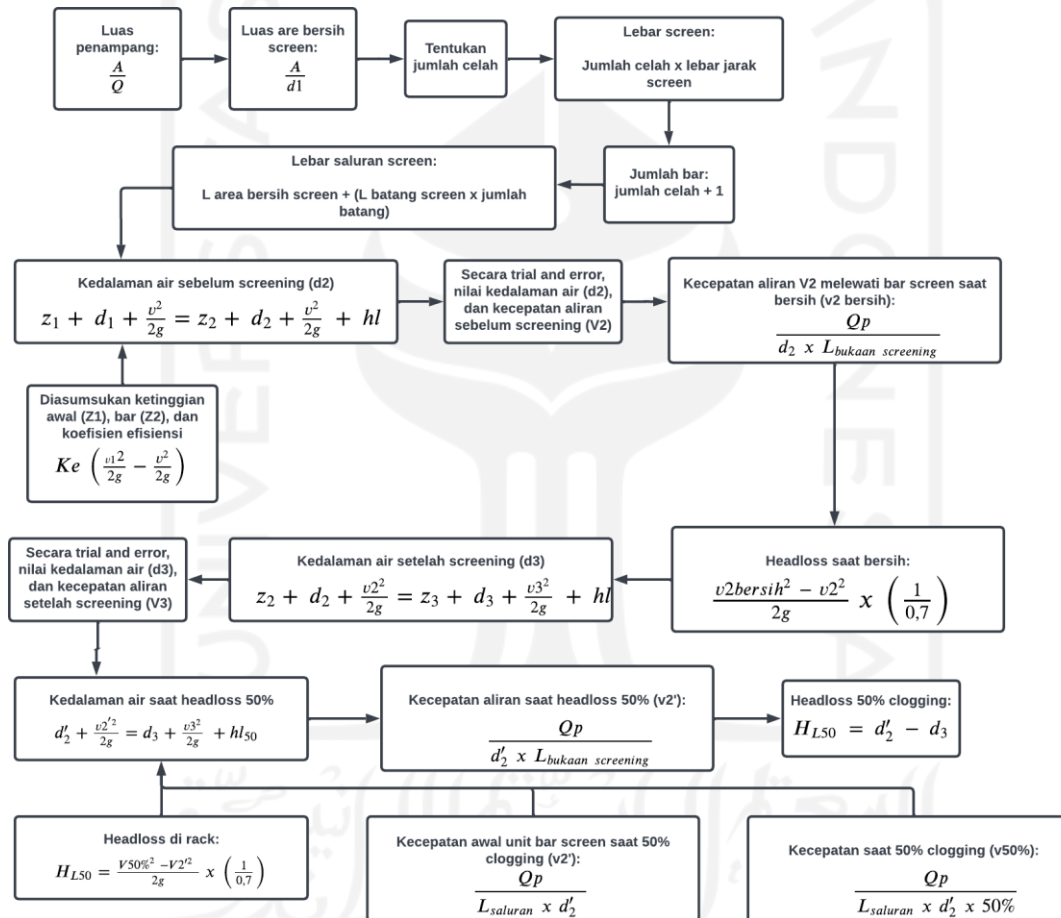 Luas
penampang:
A
Q
Luas are bersih
screen:
A
d1
Tentukan
jumlah celah
Lebar screen:
Jumlah celah x lebar jarak
screen
Jumlah bar:
jumlah celah + 1
Lebar saluran screen:
L area bersih screen + (L batang screen x jumlah
batang)
Kedalaman air sebelum screening (d2)
z₁ + d₁ + v²/2g = z₂ + d₂ + v²/2g + hl
Diasumsukan ketinggian
awal (Z1), bar (Z2), dan
koefisien efisiensi
Ke (v1²/2g − v²/2g)
Secara trial and error,
nilai kedalaman air (d2),
dan kecepatan aliran
sebelum screening (V2)
Kecepatan aliran V2 melewati bar screen saat
bersih (v2 bersih):
Qp
d₂ x L bukaan screening
Headloss saat bersih:
v2bersih² − v2²/2g x (1/0,7)
Kedalaman air setelah screening (d3)
z₂ + d₂ + v2²/2g = z₃ + d₃ + v3²/2g + hl
Secara trial and error,
nilai kedalaman air (d3),
dan kecepatan aliran
setelah screening (V3)
Kedalaman air saat headloss 50%
d₂′ + v2′²/2g = d₃ + v3²/2g + hl₅₀
Kecepatan aliran saat headloss 50% (v2'):
Qp
d₂′ x L bukaan screening
Headloss 50% clogging:
H_L50 = d₂′ − d₃
Headloss di rack:
H_L50 = V50%² −V2′²/2g x (1/0,7)
Kecepatan awal unit bar screen saat 50%
clogging (v2'):
Qp
L saluran x d₂′
Kecepatan saat 50% clogging (v50%):
Qp
L saluran x d₂′ x 50%
UNIVERSITAS
INDONESIA